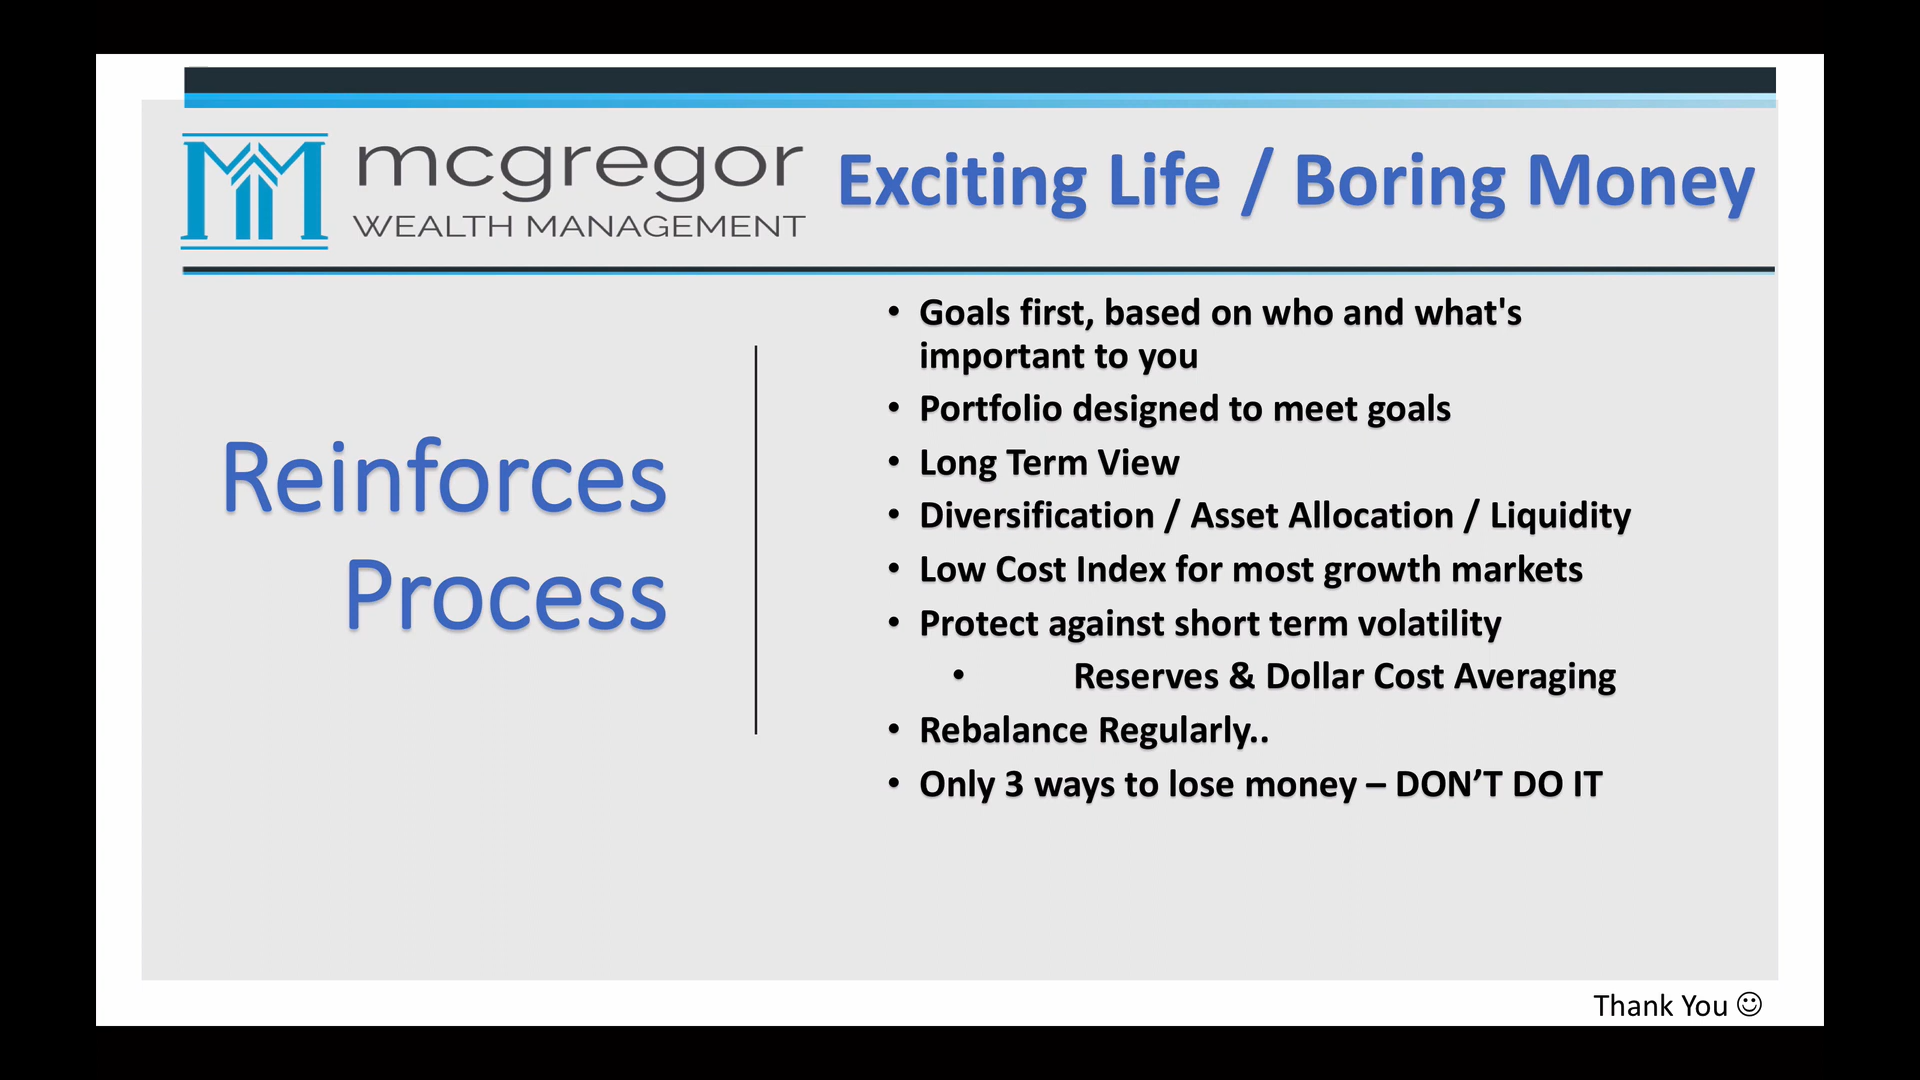 mcgregor
WEALTH MANAGEMENT
Exciting Life / Boring Money
Reinforces
Process
• Goals first, based on who and what's
important to you
• Portfolio designed to meet goals
• Long Term View
• Diversification / Asset Allocation / Liquidity
• Low Cost Index for most growth markets
• Protect against short term volatility
• Reserves & Dollar Cost Averaging
• Rebalance Regularly..
• Only 3 ways to lose money – DON’T DO IT
Thank You ☺